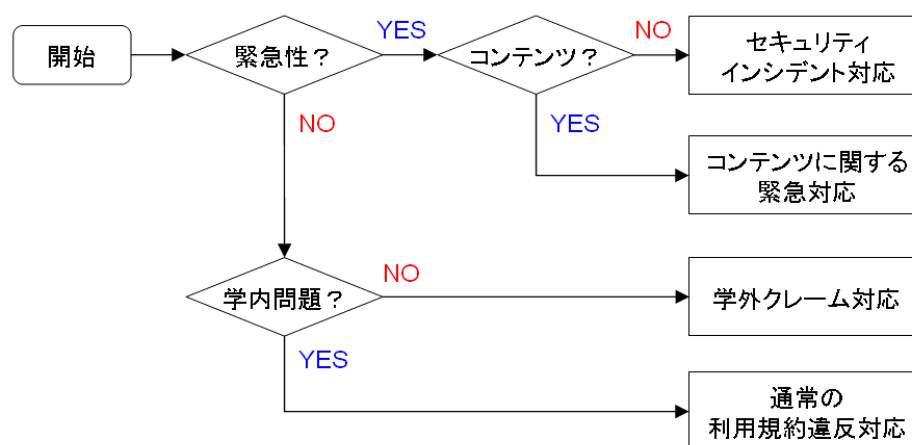 開始
緊急性？
YES
コンテンツ？
NO
セキュリティ
インシデント対応
NO
YES
コンテンツに関する
緊急対応
学内問題？
NO
学外クレーム対応
YES
通常の
利用規約違反対応